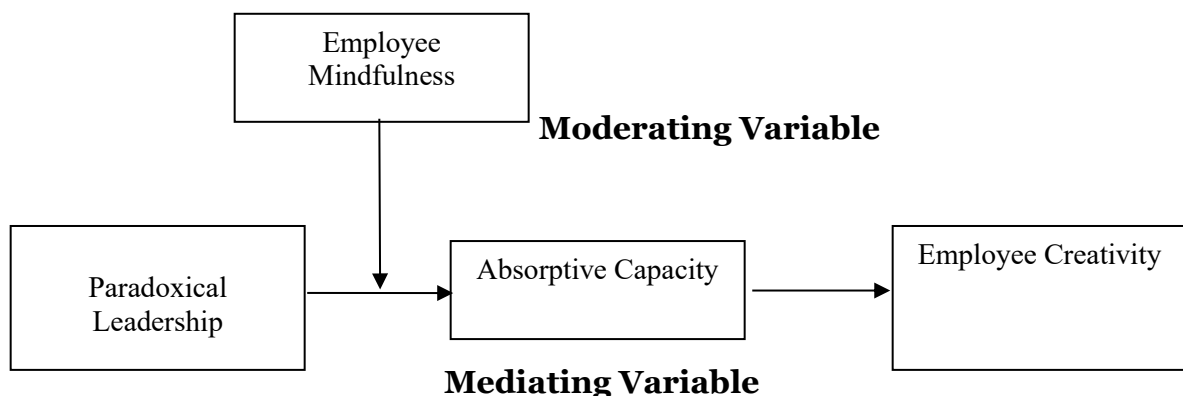 Employee
Mindfulness
Moderating Variable
Paradoxical
Leadership
Absorptive Capacity
Employee Creativity
Mediating Variable